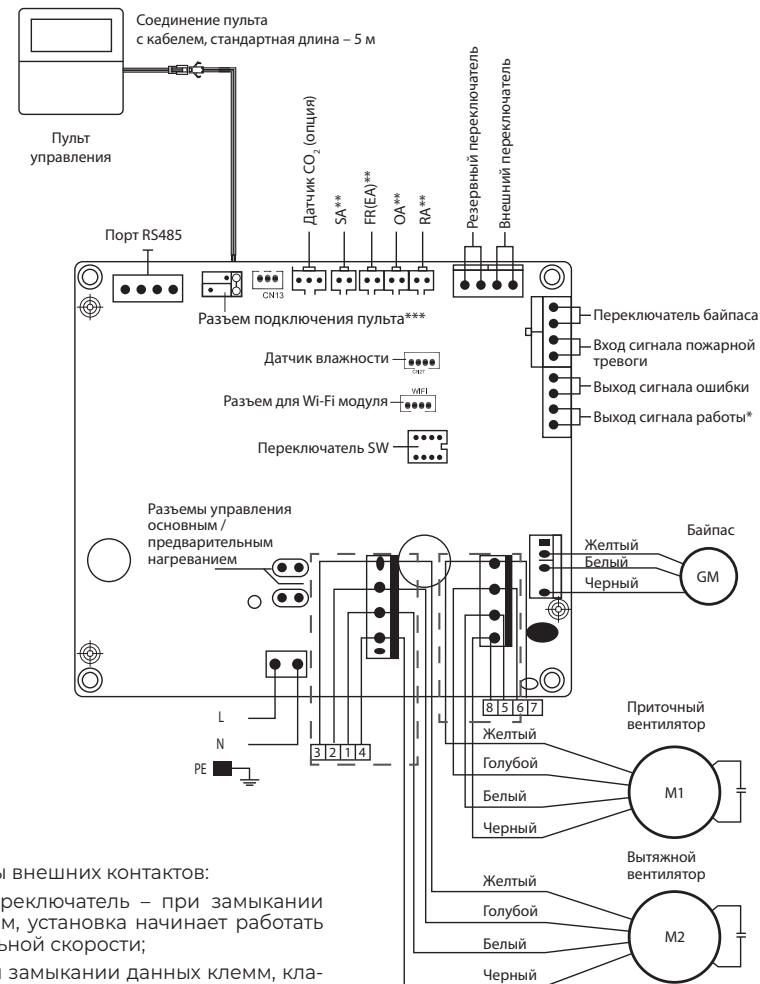 Соединение пульта
с кабелем, стандартная длина – 5 м
Пульт
управления
Порт RS485
Датчик CO2 (опция)
SA**
FR(EA)**
OA**
RA**
Резервный переключатель
Внешний переключатель
CN13
Разъем подключения пульта***
Переключатель байпаса
Вход сигнала пожарной
тревоги
Выход сигнала ошибки
Выход сигнала работы*
Датчик влажности
CN27
WIFI
Разъем для Wi-Fi модуля
Переключатель SW
Разъемы управления
основным /
предварительным
нагреванием
Байпас
Желтый
Белый
Черный
GM
L
N
PE
3 2 1 4
8 5 6 7
Приточный
вентилятор
Желтый
Голубой
Белый
Черный
M1
Вытяжной
вентилятор
Желтый
Голубой
Белый
Черный
M2
ы внешних контактов:
реключатель – при замыкании
м, установка начинает работать
льной скорости;
и замыкании данных клемм, кла-